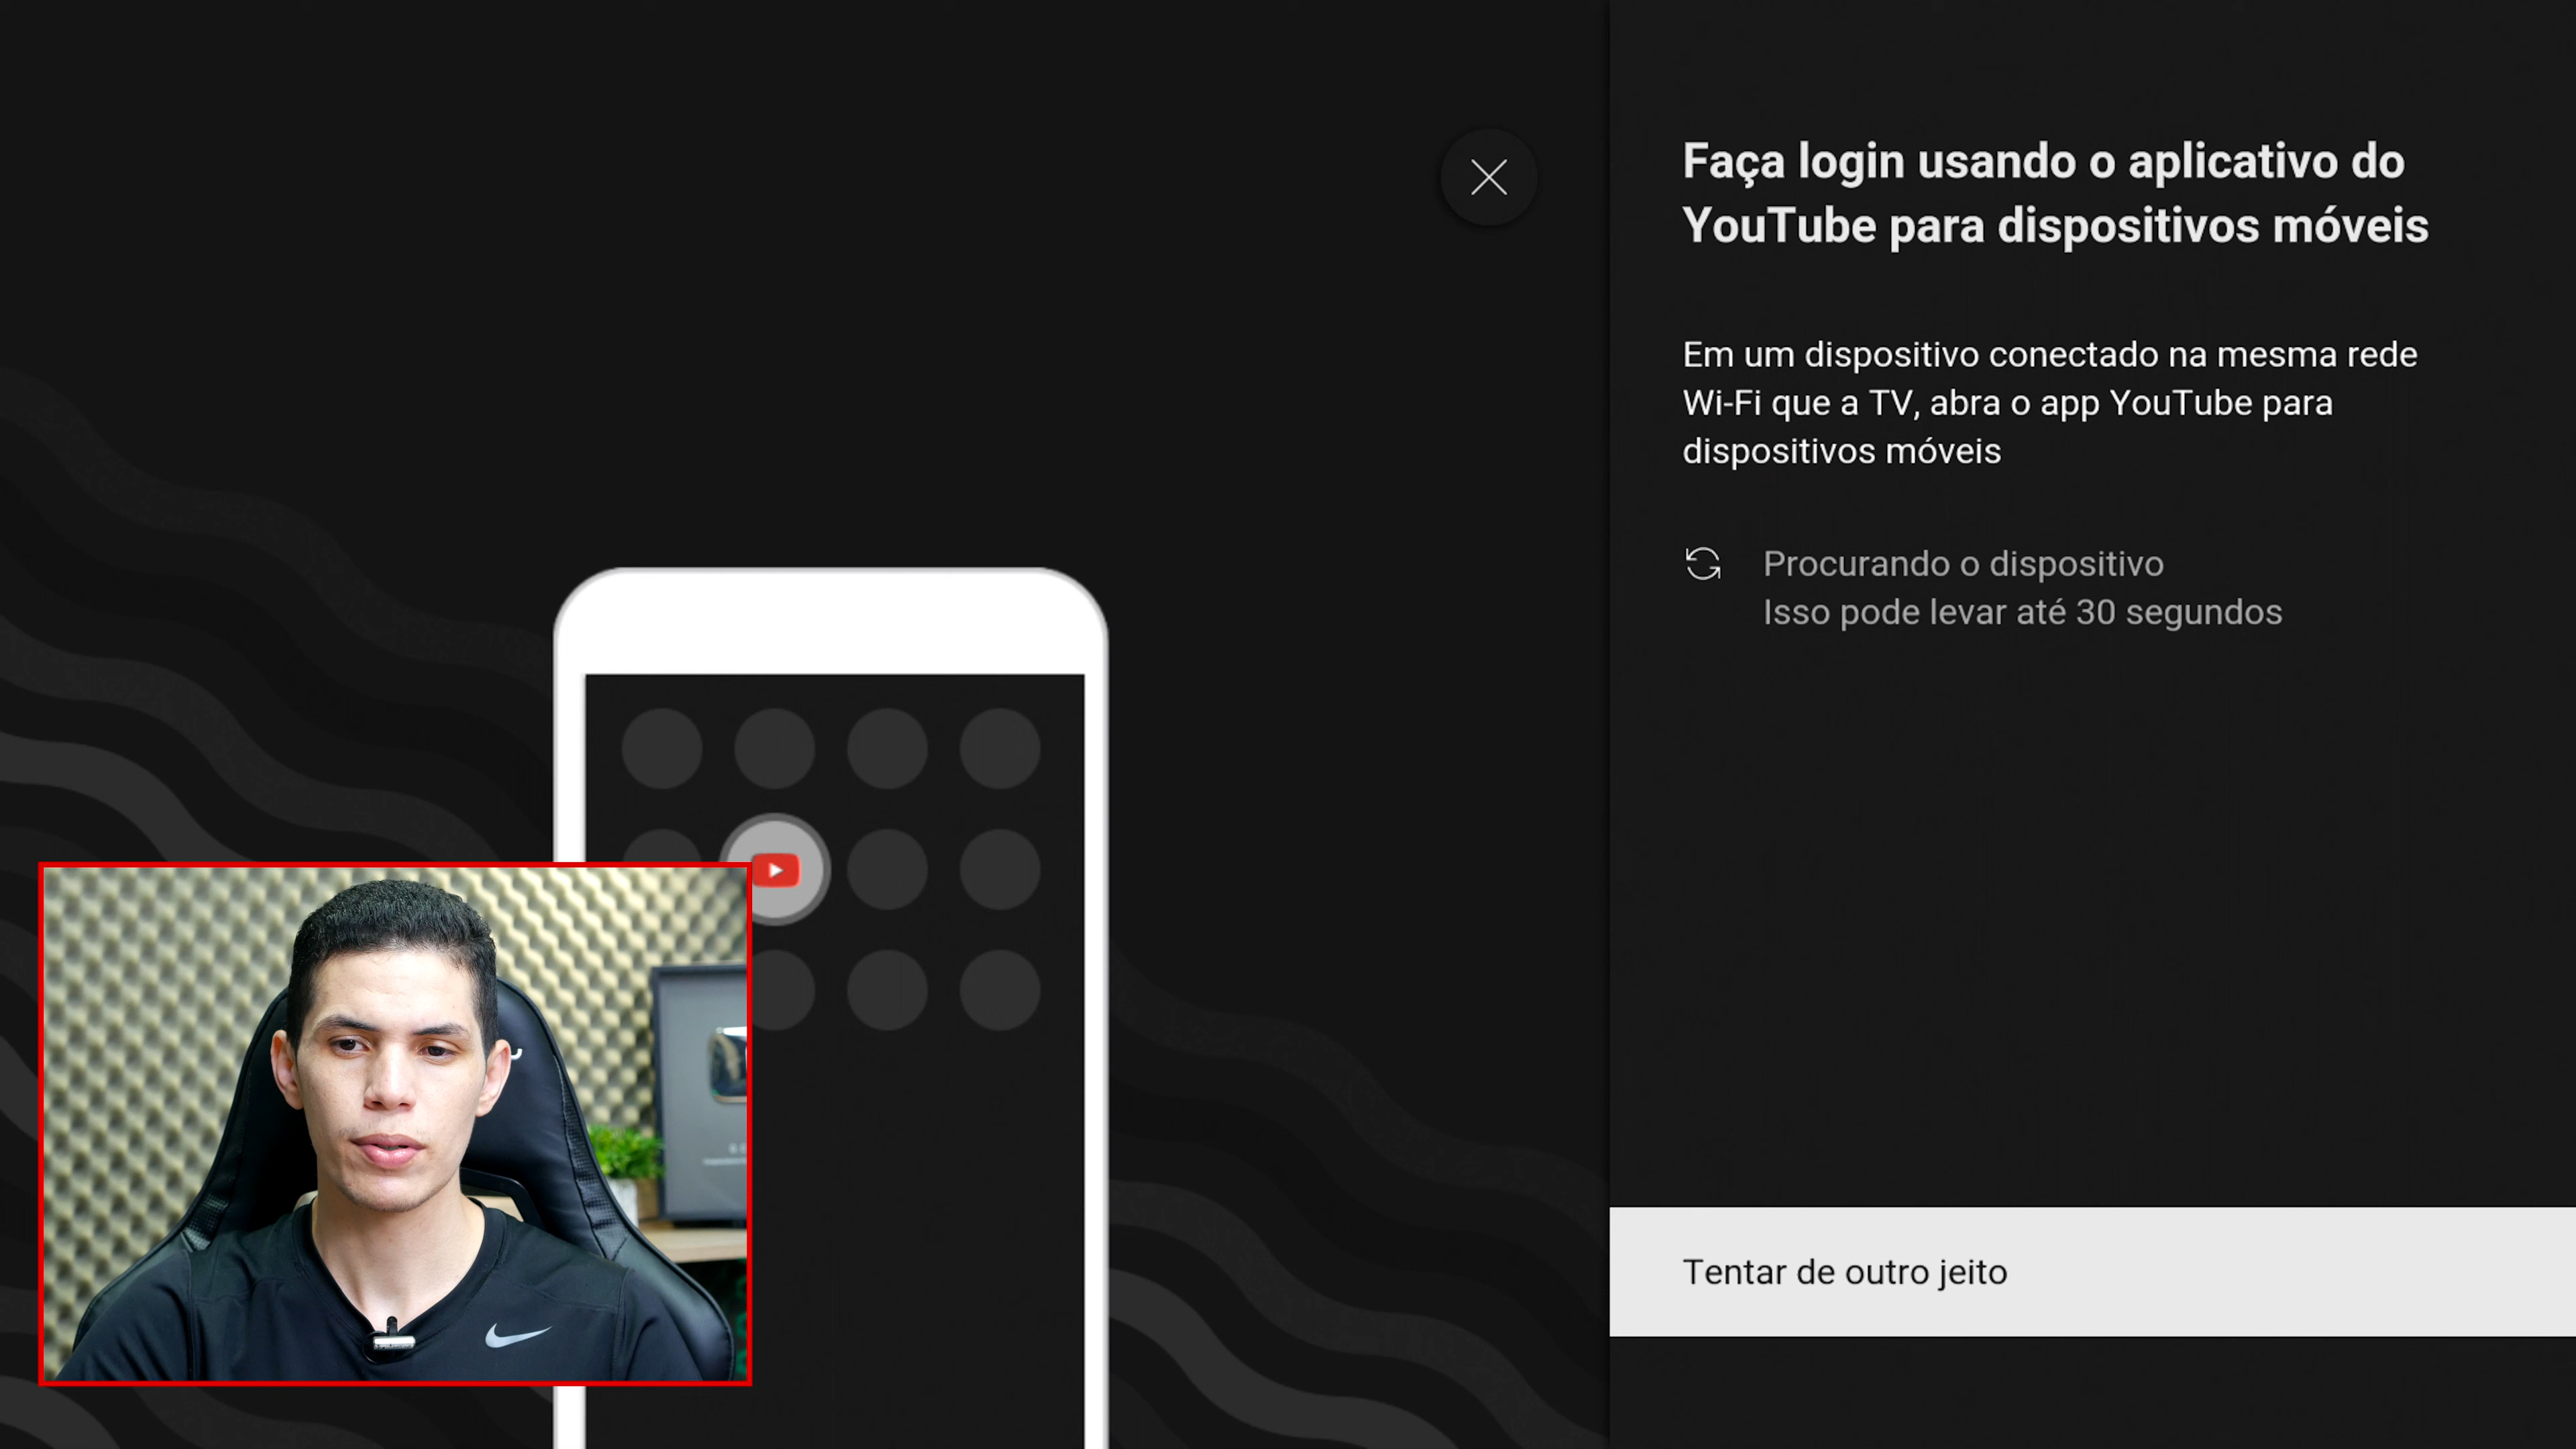 Faça login usando o aplicativo do
YouTube para dispositivos móveis
Em um dispositivo conectado na mesma rede
Wi-Fi que a TV, abra o app YouTube para
dispositivos móveis
Procurando o dispositivo
Isso pode levar até 30 segundos
Tentar de outro jeito